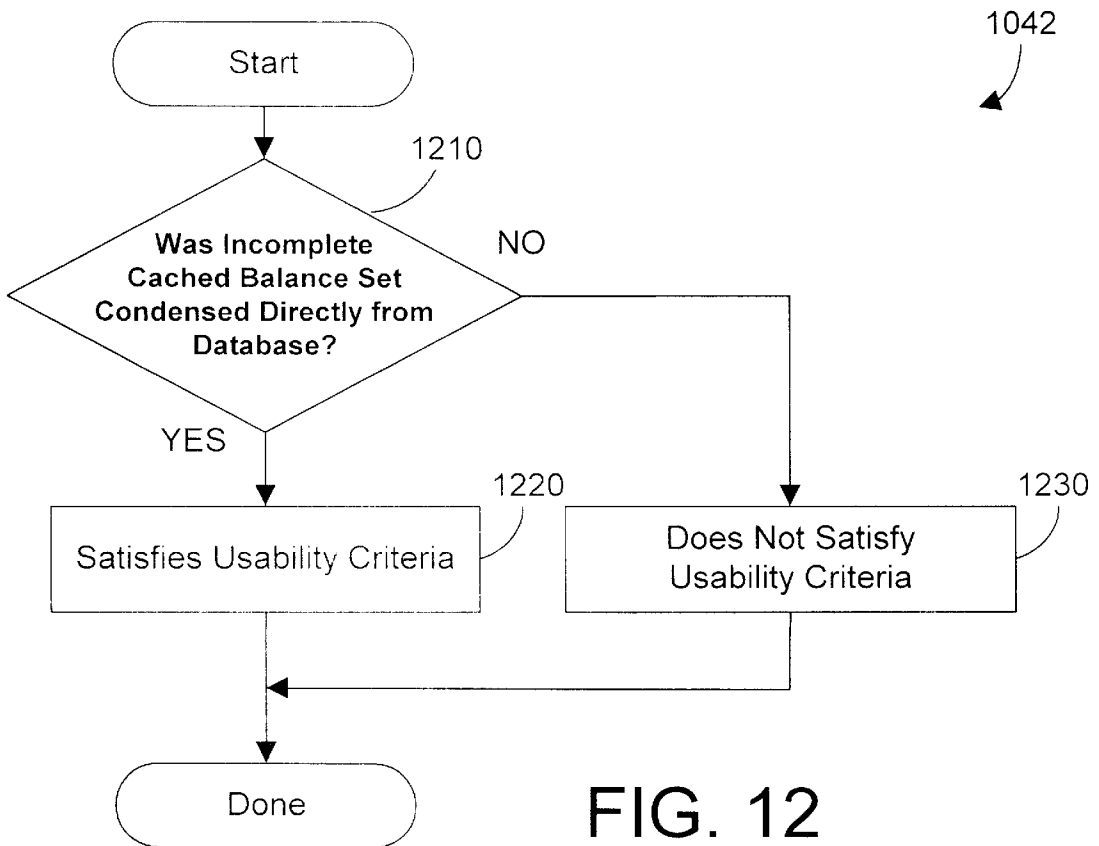 1042
Start
1210
Was Incomplete
Cached Balance Set
Condensed Directly from
Database?
NO
YES
1220
Satisfies Usability Criteria
1230
Does Not Satisfy
Usability Criteria
Done
FIG. 12